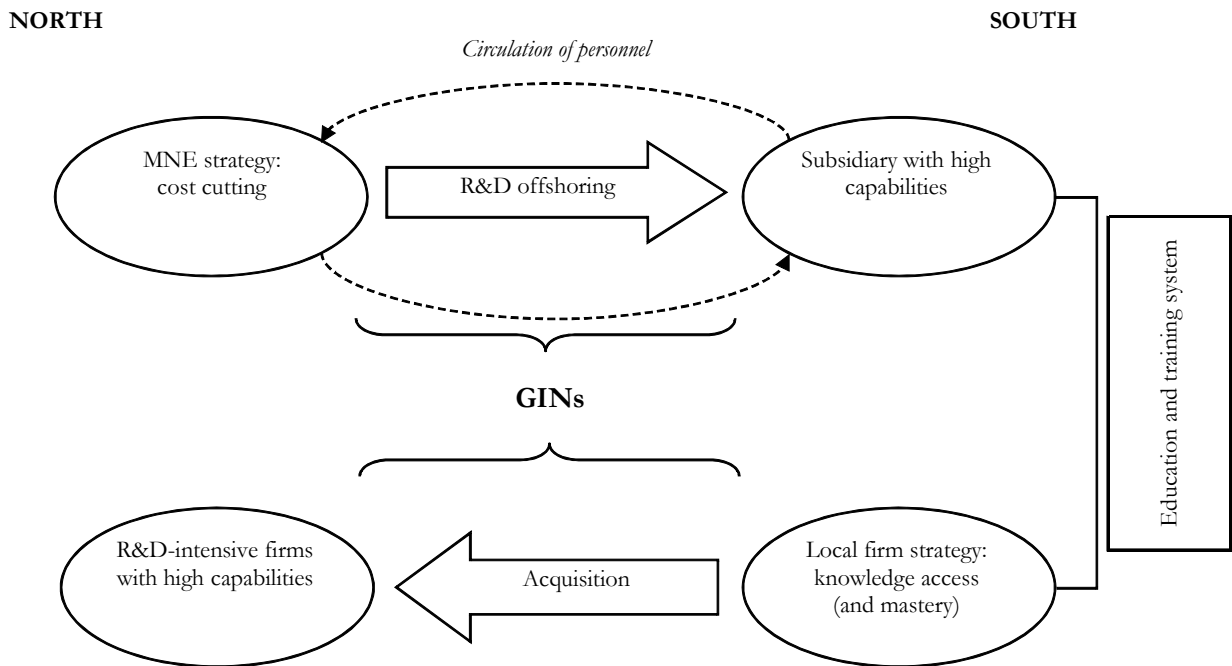 NORTH
SOUTH
Circulation of personnel
MNE strategy:
cost cutting
R&D offshoring
Subsidiary with high
capabilities
Education and training system
GINs
R&D-intensive firms
with high capabilities
Acquisition
Local firm strategy:
knowledge access
(and mastery)